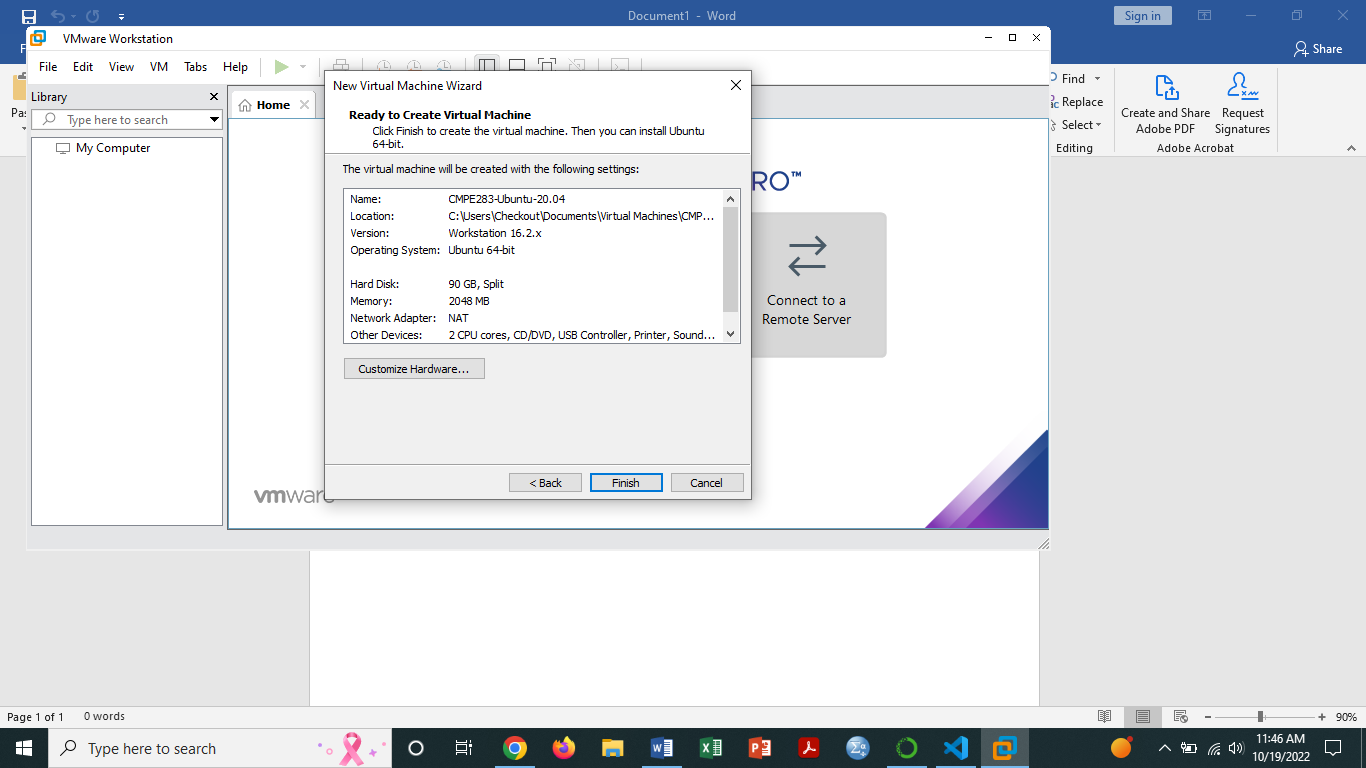 Document1 - Word
Sign in
VMware Workstation
Share
File Edit View VM Tabs Help
Find
Replace
Select
Editing
Create and Share
Adobe PDF
Request
Signatures
Adobe Acrobat
Library
Type here to search
My Computer
Home
New Virtual Machine Wizard
Ready to Create Virtual Machine
Click Finish to create the virtual machine. Then you can install Ubuntu
64-bit.
The virtual machine will be created with the following settings:
Name: CMPE283-Ubuntu-20.04
Location: C:\Users\Checkout\Documents\Virtual Machines\CMP...
Version: Workstation 16.2.x
Operating System: Ubuntu 64-bit
Hard Disk: 90 GB, Split
Memory: 2048 MB
Network Adapter: NAT
Other Devices: 2 CPU cores, CD/DVD, USB Controller, Printer, Sound...
Customize Hardware...
< Back Finish Cancel
RO™
Connect to a
Remote Server
vmware
Page 1 of 1 0 words
90%
Type here to search
11:46 AM
10/19/2022